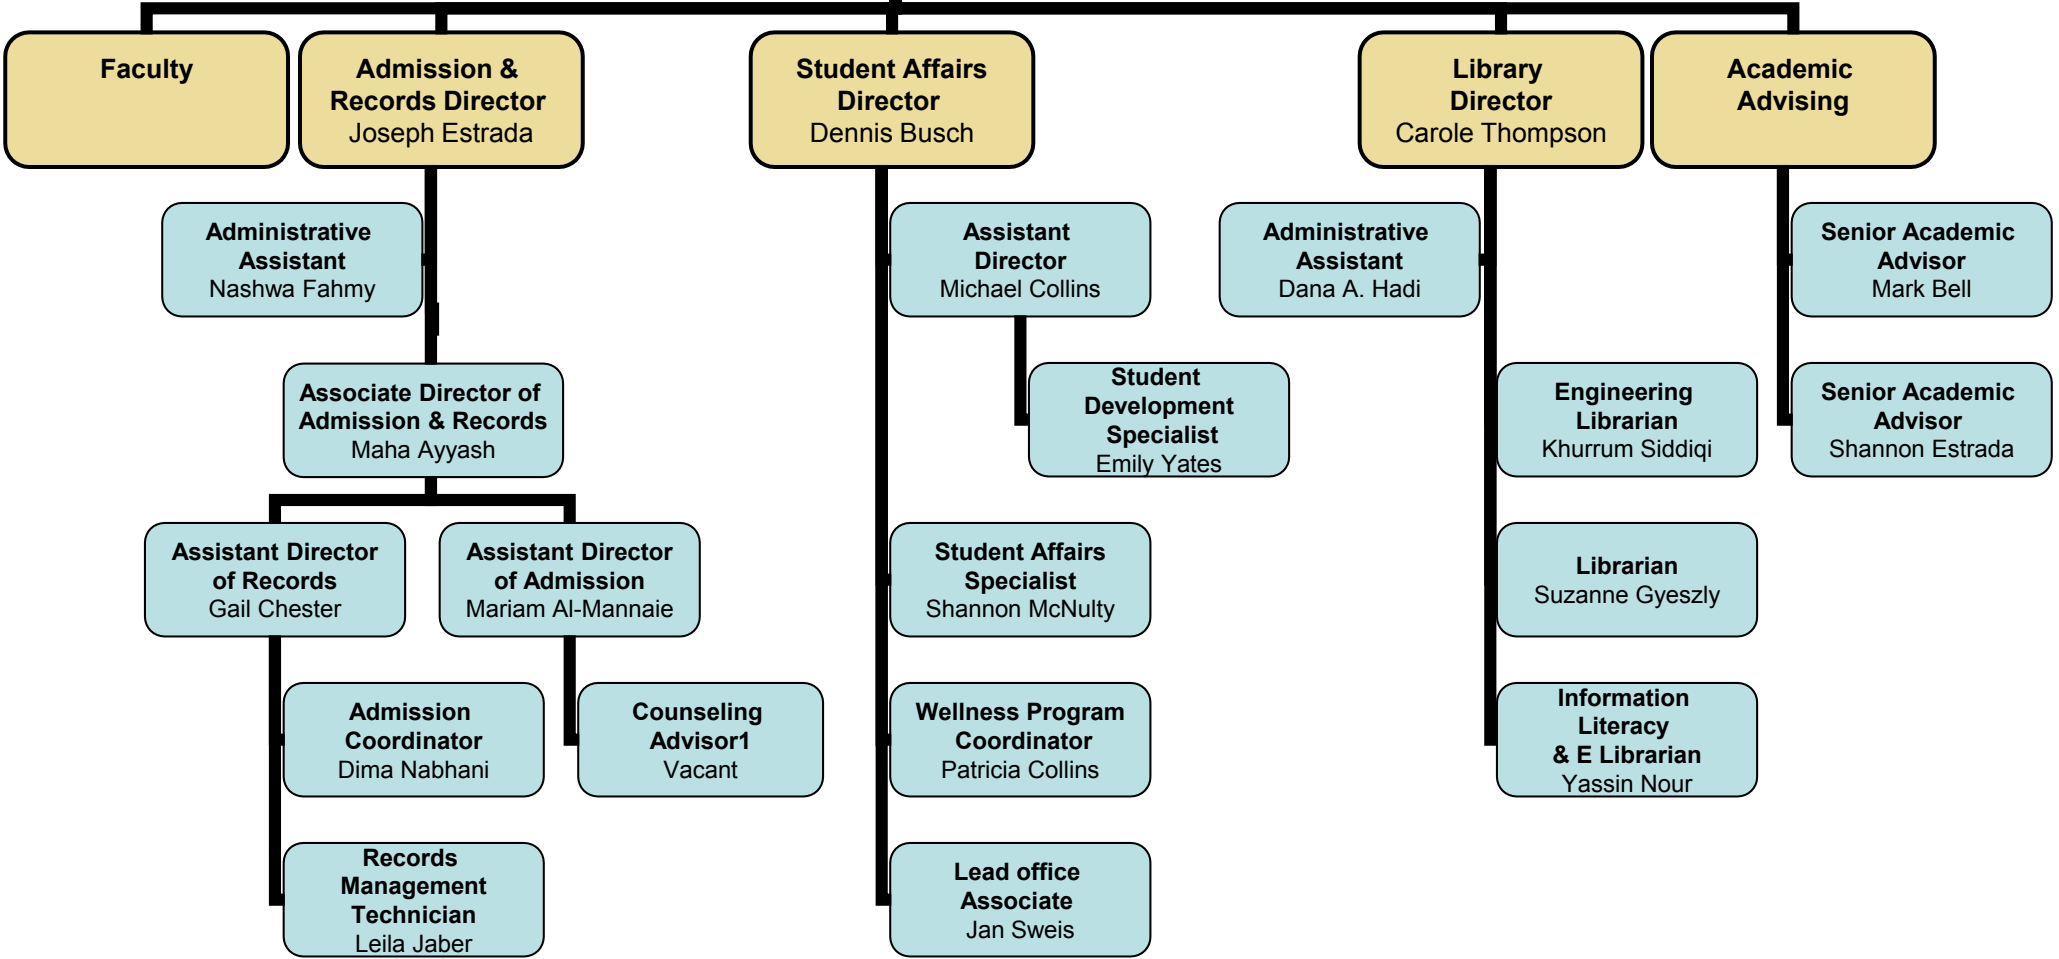 Faculty
Admission &
Records Director
Joseph Estrada
Student Affairs
Director
Dennis Busch
Library
Director
Carole Thompson
Academic
Advising
Administrative
Assistant
Nashwa Fahmy
Assistant
Director
Michael Collins
Administrative
Assistant
Dana A. Hadi
Senior Academic
Advisor
Mark Bell
Associate Director of
Admission & Records
Maha Ayyash
Student
Development
Specialist
Emily Yates
Engineering
Librarian
Khurrum Siddiqi
Senior Academic
Advisor
Shannon Estrada
Assistant Director
of Records
Gail Chester
Assistant Director
of Admission
Mariam Al-Mannaie
Student Affairs
Specialist
Shannon McNulty
Librarian
Suzanne Gyeszly
Admission
Coordinator
Dima Nabhani
Counseling
Advisor1
Vacant
Wellness Program
Coordinator
Patricia Collins
Information
Literacy
& E Librarian
Yassin Nour
Records
Management
Technician
Leila Jaber
Lead office
Associate
Jan Sweis